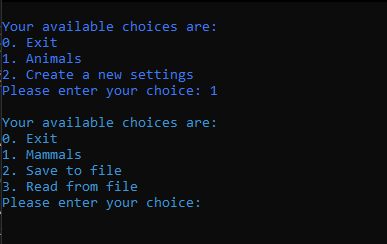 Your available choices are:
0. Exit
1. Animals
2. Create a new settings
Please enter your choice: 1
Your available choices are:
0. Exit
1. Mammals
2. Save to file
3. Read from file
Please enter your choice: